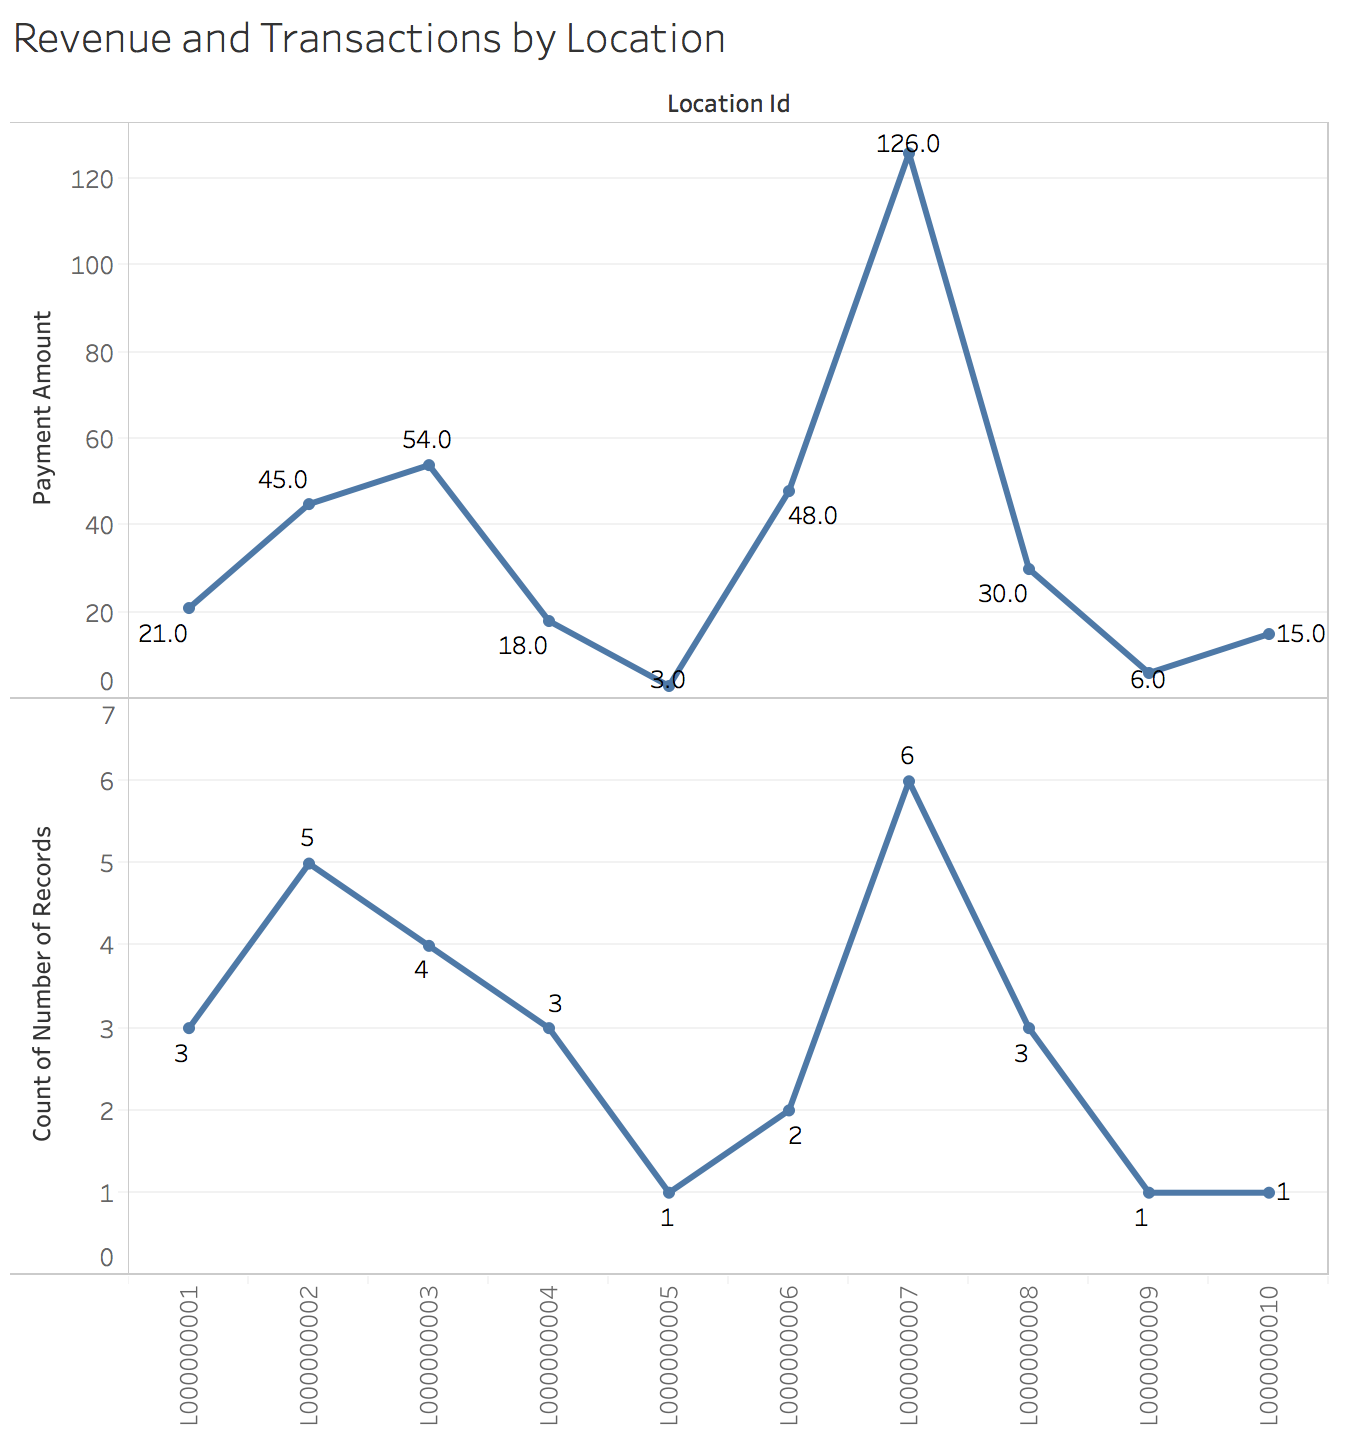 Revenue and Transactions by Location
Location Id
Payment Amount
120
100
80
60
40
20
0
21.0
45.0
54.0
18.0
3.0
48.0
126.0
30.0
6.0
15.0
Count of Number of Records
7
6
5
4
3
2
1
0
3
5
4
3
1
2
6
3
1
1
L000000001
L000000002
L000000003
L000000004
L000000005
L000000006
L000000007
L000000008
L000000009
L000000010